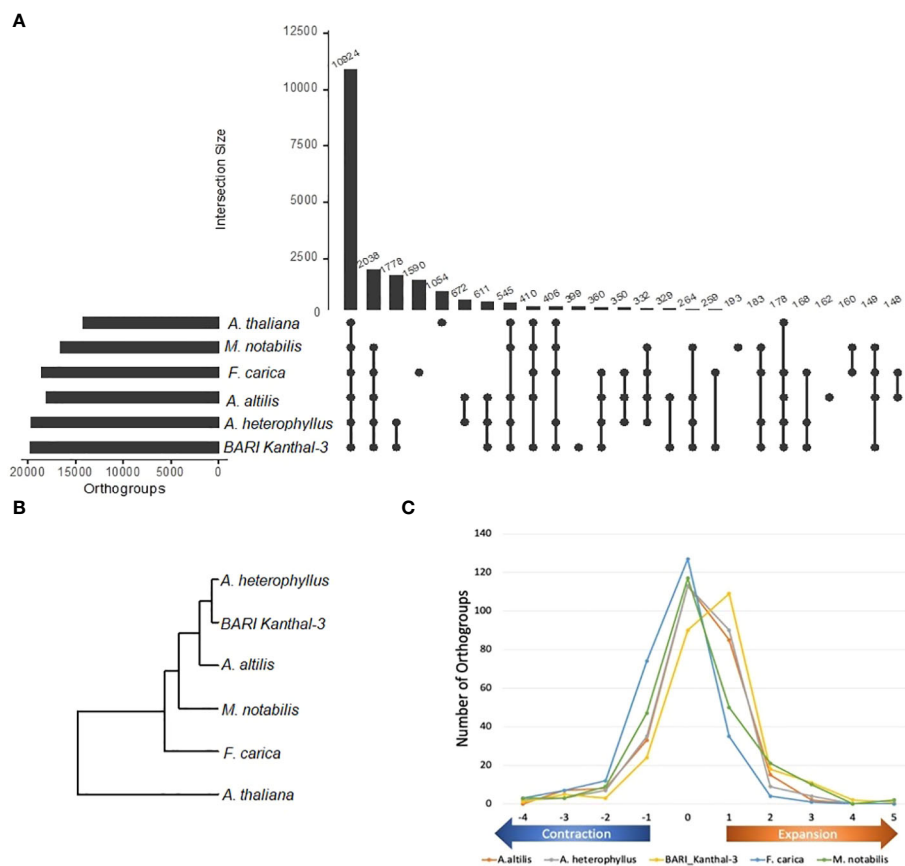 A
12500
10000
7500
5000
2500
0
Intersection Size
10924
2038
1778
1590
1054
672
611
545
410
406
399
360
350
332
329
264
259
193
183
178
168
162
160
149
148
A. thaliana
M. notabilis
F. carica
A. altilis
A. heterophyllus
BARI Kanthal-3
20000 15000 10000 5000 0
Orthogroups
B
A. heterophyllus
BARI Kanthal-3
A. altilis
M. notabilis
F. carica
A. thaliana
C
Number of Orthogroups
140
120
100
80
60
40
20
0
-4 -3 -2 -1 0 1 2 3 4 5
Contraction Expansion
A.altilis A. heterophyllus BARI_Kanthal-3 F. carica M. notabilis